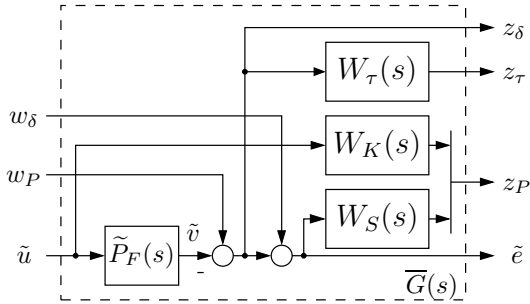 z_δ
W_τ(s) z_τ
w_δ
W_K(s)
w_P z_P
W_S(s)
ũ P̃_F(s) ṽ - ẽ
G̅(s)